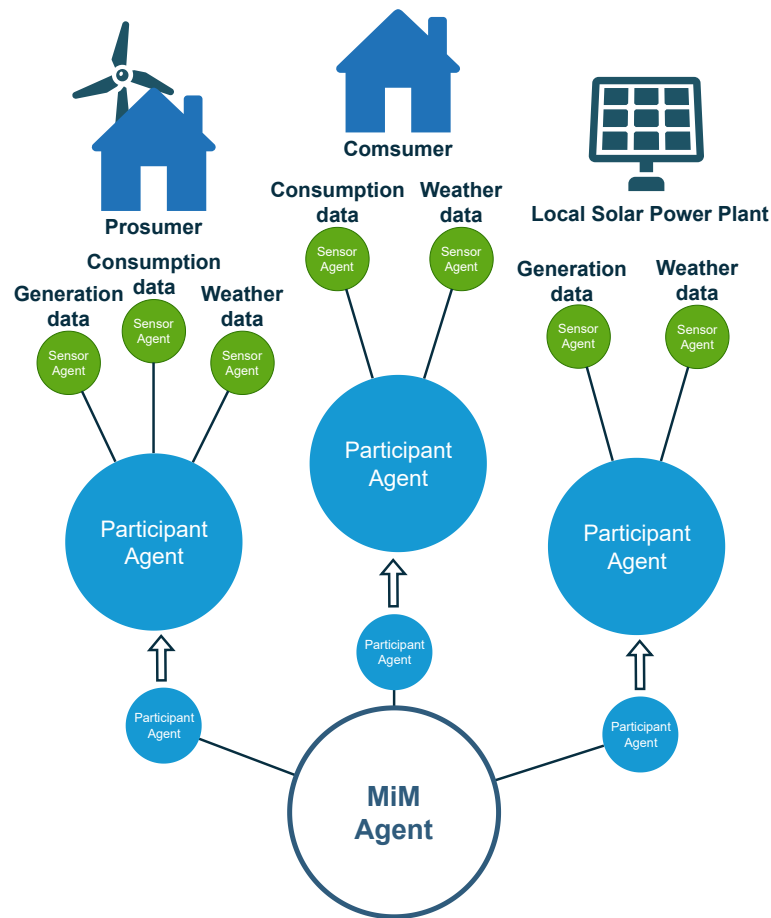 Comsumer
Prosumer
Local Solar Power Plant
Consumption
data
Weather
data
Sensor
Agent
Sensor
Agent
Generation
data
Consumption
data
Weather
data
Sensor
Agent
Sensor
Agent
Sensor
Agent
Generation
data
Weather
data
Sensor
Agent
Sensor
Agent
Participant
Agent
Participant
Agent
Participant
Agent
Participant
Agent
Participant
Agent
Participant
Agent
MiM
Agent